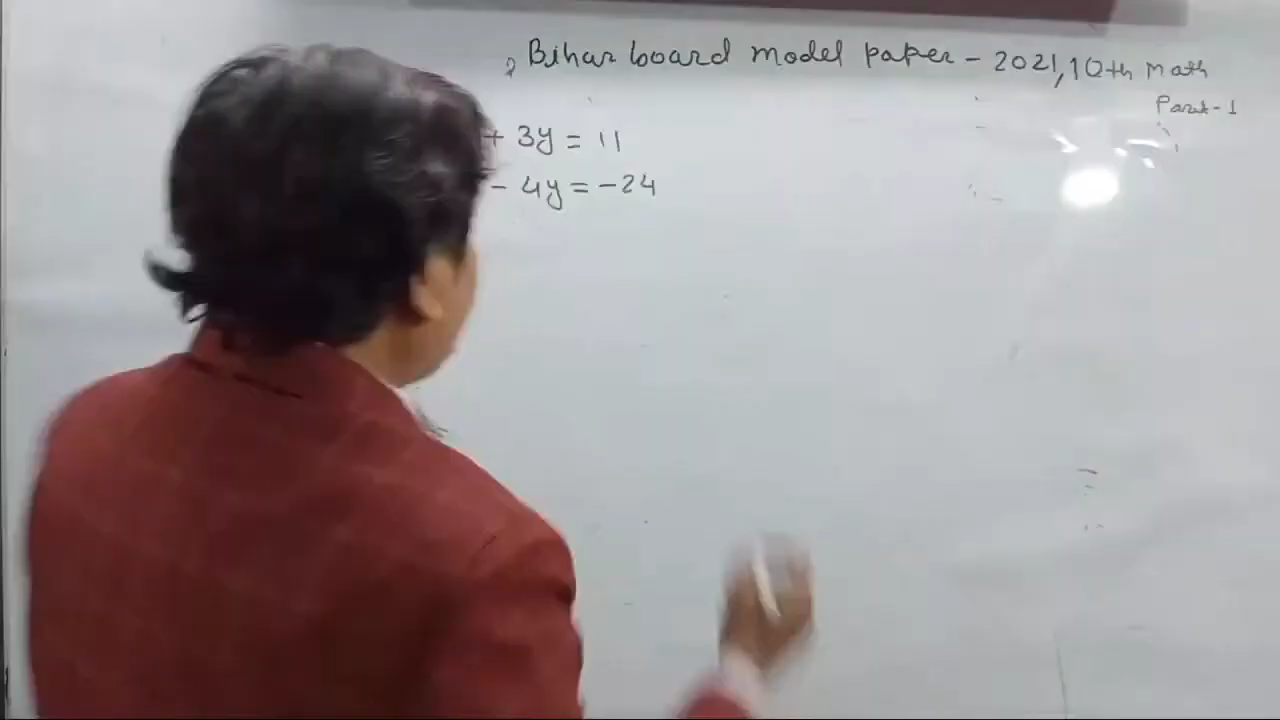 Bihar board model paper - 2021, 10th Math
Part-1
+ 3y = 11
- 4y = -24